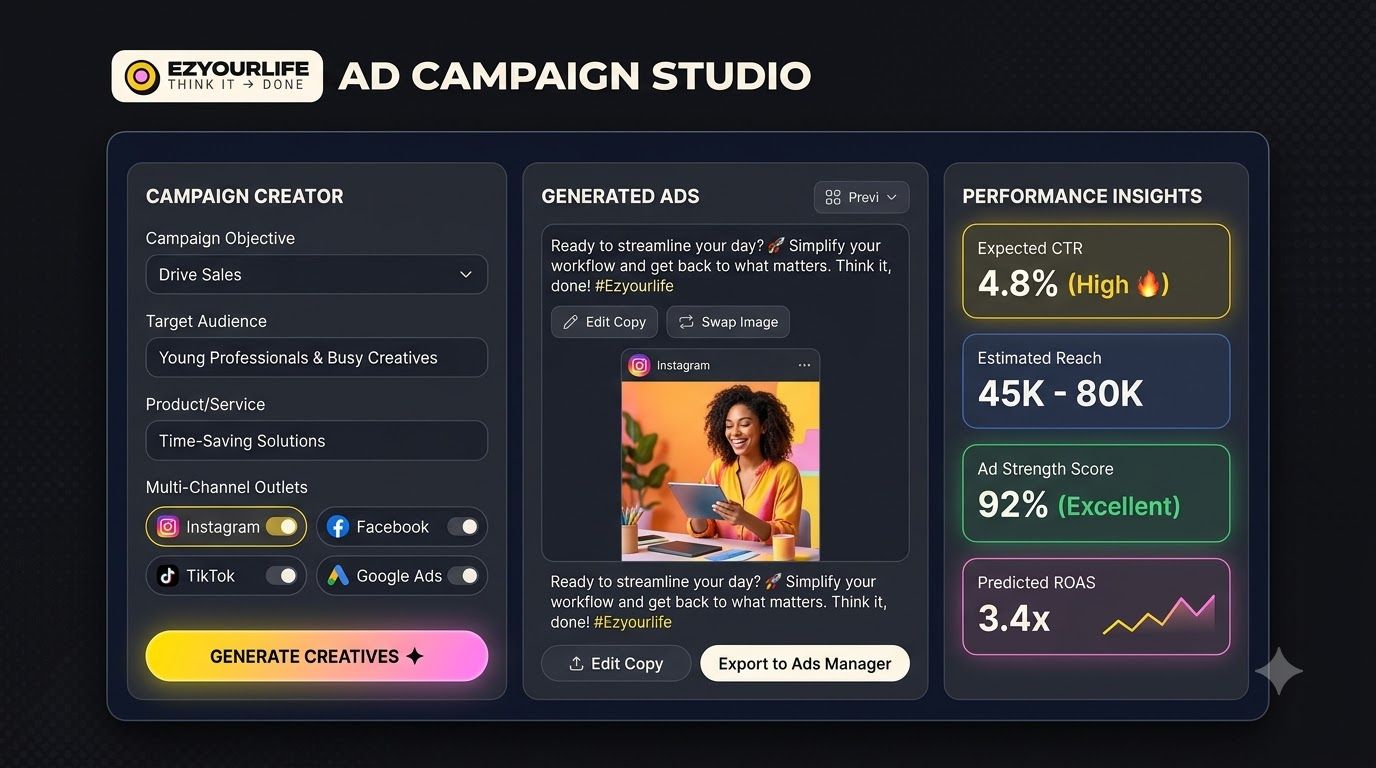 EZYOURLIFE
THINK IT → DONE
AD CAMPAIGN STUDIO
CAMPAIGN CREATOR
Campaign Objective
Drive Sales
Target Audience
Young Professionals & Busy Creatives
Product/Service
Time-Saving Solutions
Multi-Channel Outlets
Instagram
Facebook
TikTok
Google Ads
GENERATE CREATIVES
GENERATED ADS
Previ
Ready to streamline your day? 🚀 Simplify your
workflow and get back to what matters. Think it,
done! #Ezyourlife
Edit Copy
Swap Image
Instagram
Ready to streamline your day? 🚀 Simplify your
workflow and get back to what matters. Think it,
done! #Ezyourlife
Edit Copy
Export to Ads Manager
PERFORMANCE INSIGHTS
Expected CTR
4.8% (High 🔥)
Estimated Reach
45K - 80K
Ad Strength Score
92% (Excellent)
Predicted ROAS
3.4x